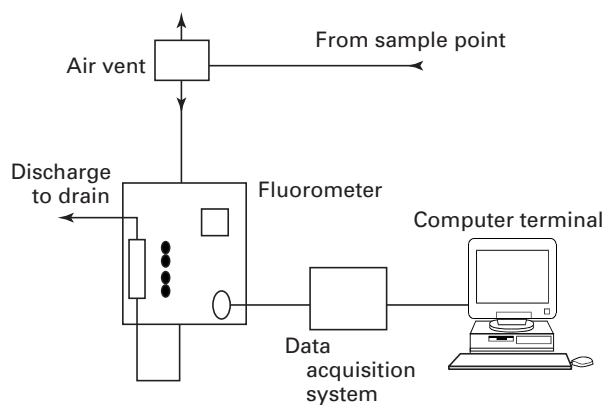 From sample point
Air vent
Discharge
to drain
Fluorometer
Computer terminal
Data
acquisition
system